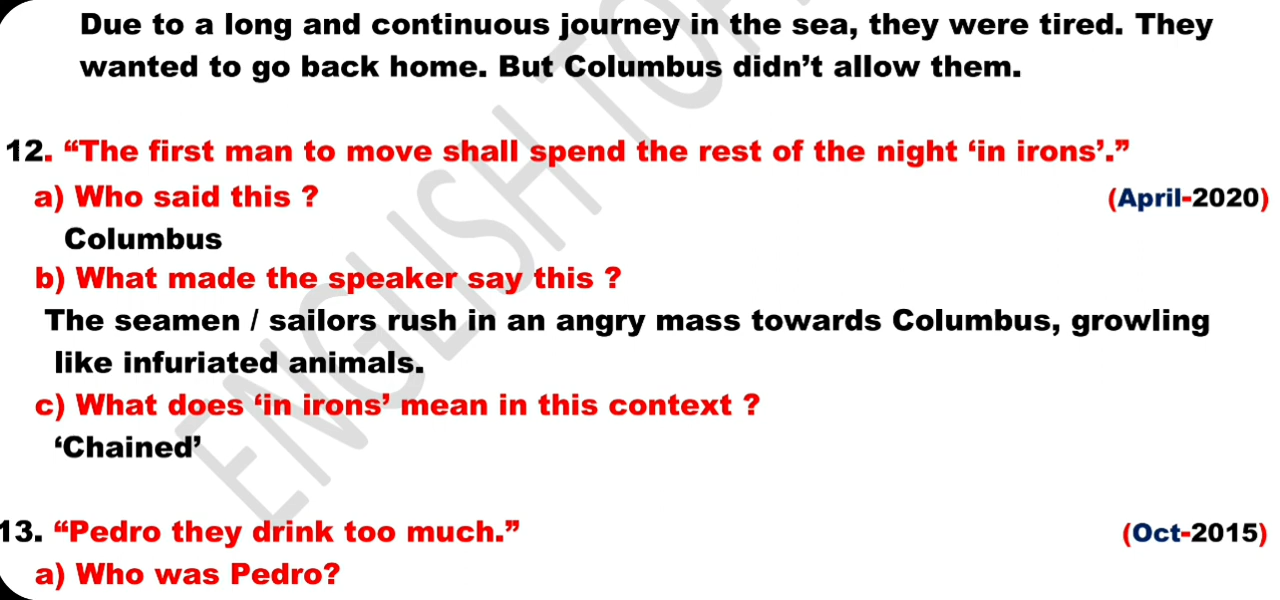 Due to a long and continuous journey in the sea, they were tired. They
wanted to go back home. But Columbus didn’t allow them.
12. “The first man to move shall spend the rest of the night ‘in irons’.”
a) Who said this ? (April-2020)
Columbus
b) What made the speaker say this ?
The seamen / sailors rush in an angry mass towards Columbus, growling
like infuriated animals.
c) What does ‘in irons’ mean in this context ?
‘Chained’
13. “Pedro they drink too much.” (Oct-2015)
a) Who was Pedro?
ENGLISH TO